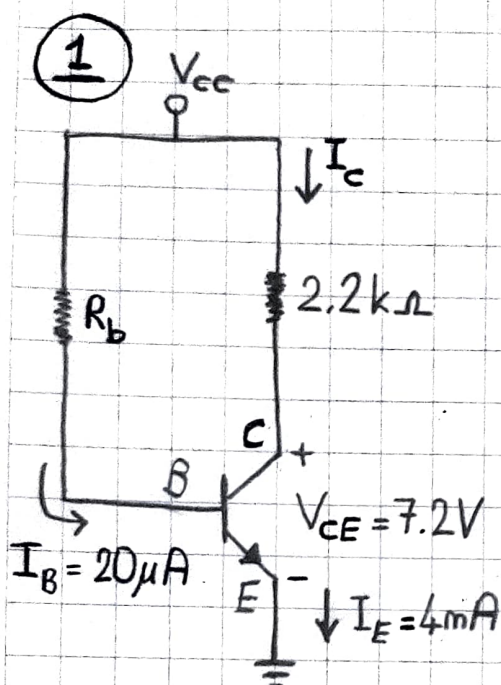 1
Vcc
Ic
Rb
2.2kΩ
C
+
B
VCE = 7.2V
IB = 20μA
E
-
IE = 4mA